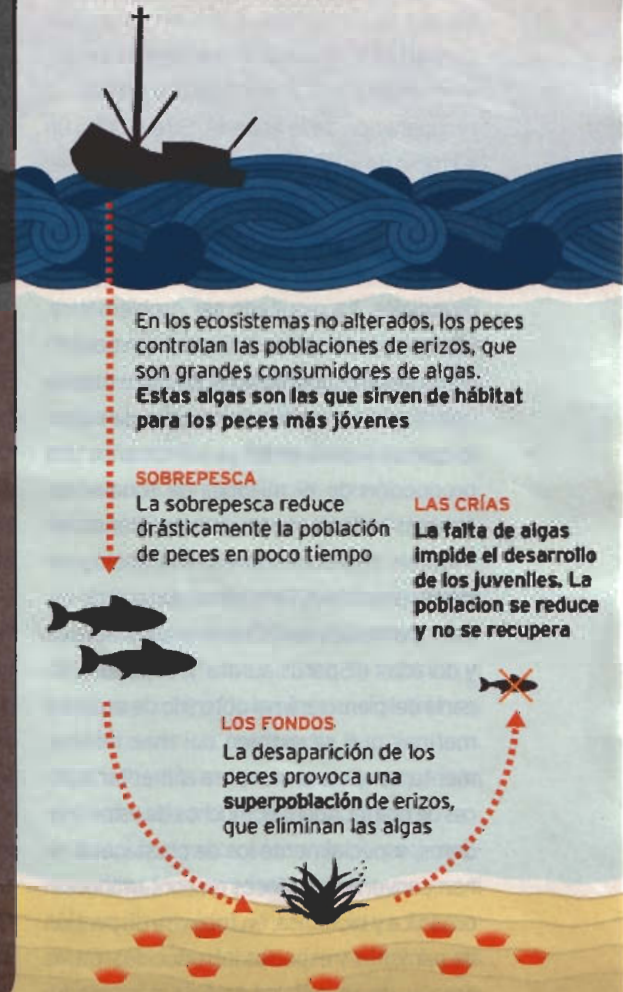 En los ecosistemas no alterados, los peces
controlan las poblaciones de erizos, que
son grandes consumidores de algas.
Estas algas son las que sirven de hábitat
para los peces más jóvenes
SOBREPESCA
La sobrepesca reduce
drásticamente la población
de peces en poco tiempo
LAS CRÍAS
La falta de algas
impide el desarrollo
de los juveniles. La
poblacion se reduce
y no se recupera
LOS FONDOS
La desaparición de los
peces provoca una
superpoblación de erizos,
que eliminan las algas